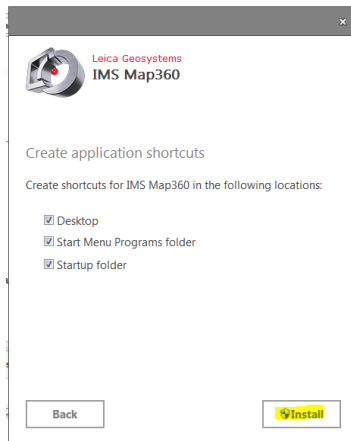 Leica Geosystems
IMS Map360
Create application shortcuts
Create shortcuts for IMS Map360 in the following locations:
Desktop
Start Menu Programs folder
Startup folder
Back
Install